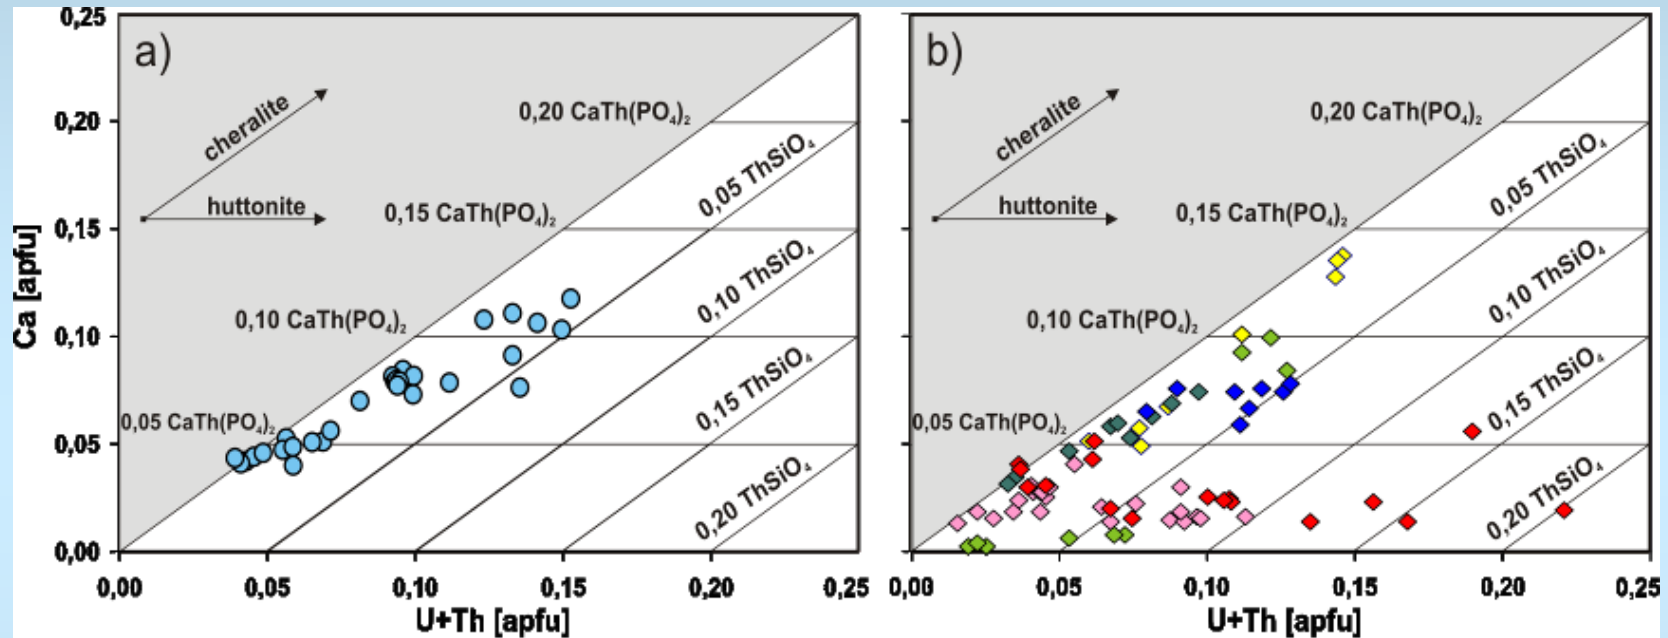 a)
0,25
0,20
0,15
0,10
0,05
0,00
Ca [apfu]
cheralite
huttonite
0,20 CaTh(PO₄)₂
0,15 CaTh(PO₄)₂
0,10 CaTh(PO₄)₂
0,05 CaTh(PO₄)₂
0,05 ThSiO₄
0,10 ThSiO₄
0,15 ThSiO₄
0,20 ThSiO₄
0,00 0,05 0,10 0,15 0,20 0,25
U+Th [apfu]
b)
cheralite
huttonite
0,20 CaTh(PO₄)₂
0,15 CaTh(PO₄)₂
0,10 CaTh(PO₄)₂
0,05 CaTh(PO₄)₂
0,05 ThSiO₄
0,10 ThSiO₄
0,15 ThSiO₄
0,20 ThSiO₄
0,00 0,05 0,10 0,15 0,20 0,25
U+Th [apfu]